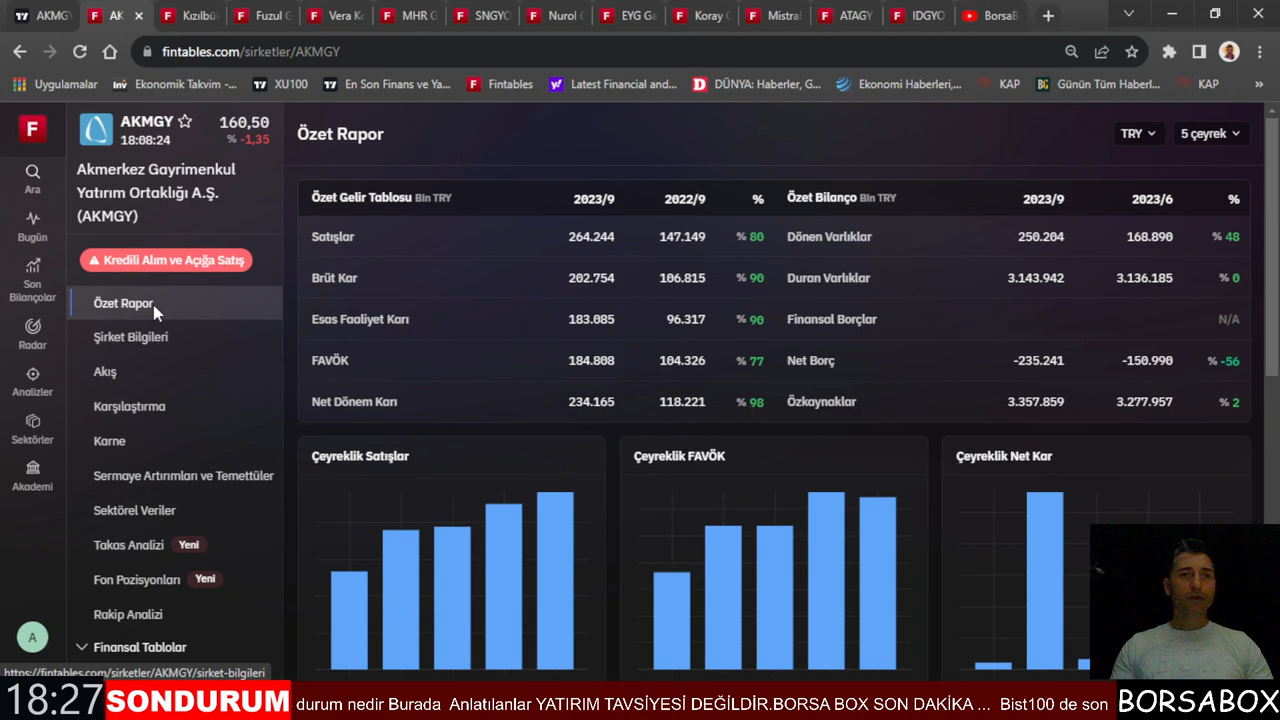 AKMGY
AK
Kızılbü
Fuzul G
Vera Ko
MHR G
SNGYO
Nurol G
EYG Ga
Koray
Mistral
ATAGY
IDGYO
BorsaB
fintables.com/sirketler/AKMGY
Uygulamalar
Ekonomik Takvim -...
XU100
En Son Finans ve Ya...
Fintables
Latest Financial and...
DÜNYA: Haberler, G...
Ekonomi Haberleri,...
KAP
Günün Tüm Haberl...
KAP
AKMGY 160,50
18:08:24 % -1,35
Akmerkez Gayrimenkul
Yatırım Ortaklığı A.Ş.
(AKMGY)
Kredili Alım ve Açığa Satış
Ara
Bugün
Son
Bilançolar
Radar
Analizler
Sektörler
Akademi
A
Özet Rapor
Şirket Bilgileri
Akış
Karşılaştırma
Karne
Sermaye Artırımları ve Temettüler
Sektörel Veriler
Takas Analizi Yeni
Fon Pozisyonları Yeni
Rakip Analizi
Finansal Tablolar
Özet Rapor TRY 5 çeyrek
Özet Gelir Tablosu Bin TRY 2023/9 2022/9 % Özet Bilanço Bin TRY 2023/9 2023/6 %
Satışlar 264.244 147.149 % 80 Dönen Varlıklar 250.204 168.890 % 48
Brüt Kar 202.754 106.815 % 90 Duran Varlıklar 3.143.942 3.136.185 % 0
Esas Faaliyet Karı 183.085 96.317 % 90 Finansal Borçlar N/A
FAVÖK 184.808 104.326 % 77 Net Borç -235.241 -150.990 % -56
Net Dönem Karı 234.165 118.221 % 98 Özkaynaklar 3.357.859 3.277.957 % 2
Çeyreklik Satışlar
Çeyreklik FAVÖK
Çeyreklik Net Kar
https://fintables.com/sirketler/AKMGY/sirket-bilgileri
18:27 SONDURUM durum nedir Burada Anlatılanlar YATIRIM TAVSİYESİ DEĞİLDİR.BORSA BOX SON DAKİKA ... Bist100 de son BORSABOX